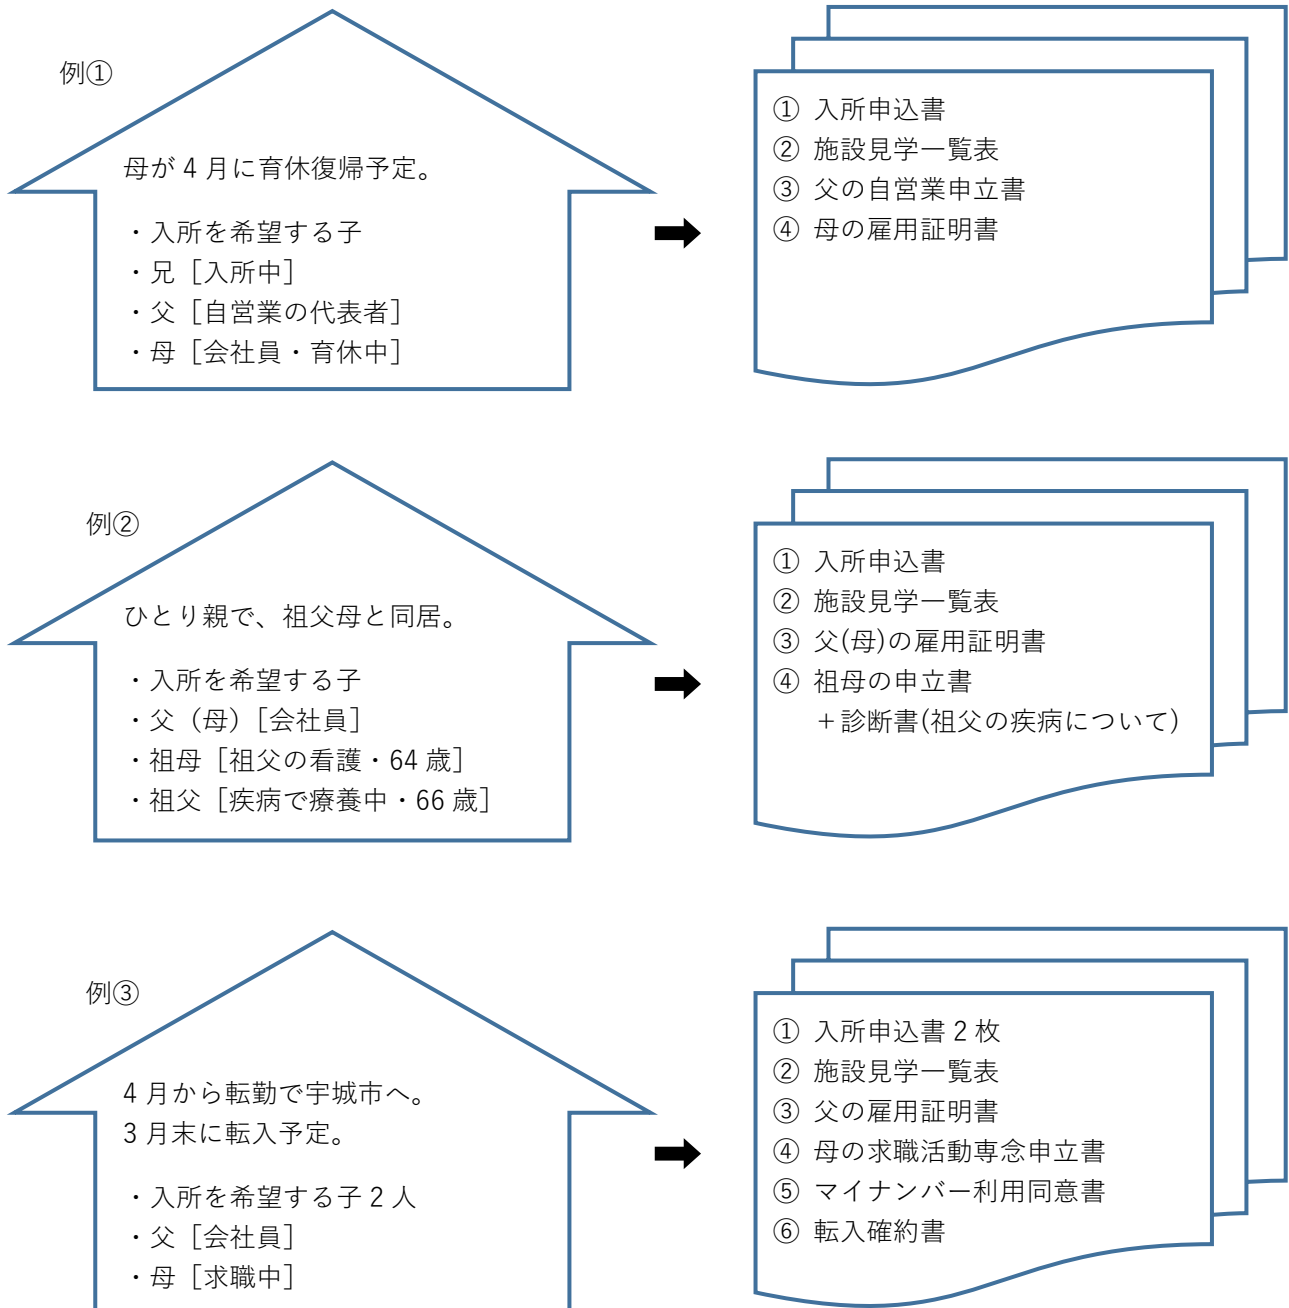 例①
母が4月に育休復帰予定。
・入所を希望する子
・兄［入所中］
・父［自営業の代表者］
・母［会社員・育休中］
① 入所申込書
② 施設見学一覧表
③ 父の自営業申立書
④ 母の雇用証明書
例②
ひとり親で、祖父母と同居。
・入所を希望する子
・父（母）［会社員］
・祖母［祖父の看護・64歳］
・祖父［疾病で療養中・66歳］
① 入所申込書
② 施設見学一覧表
③ 父(母)の雇用証明書
④ 祖母の申立書
＋診断書(祖父の疾病について)
例③
4月から転勤で宇城市へ。
3月末に転入予定。
・入所を希望する子2人
・父［会社員］
・母［求職中］
① 入所申込書2枚
② 施設見学一覧表
③ 父の雇用証明書
④ 母の求職活動専念申立書
⑤ マイナンバー利用同意書
⑥ 転入確約書